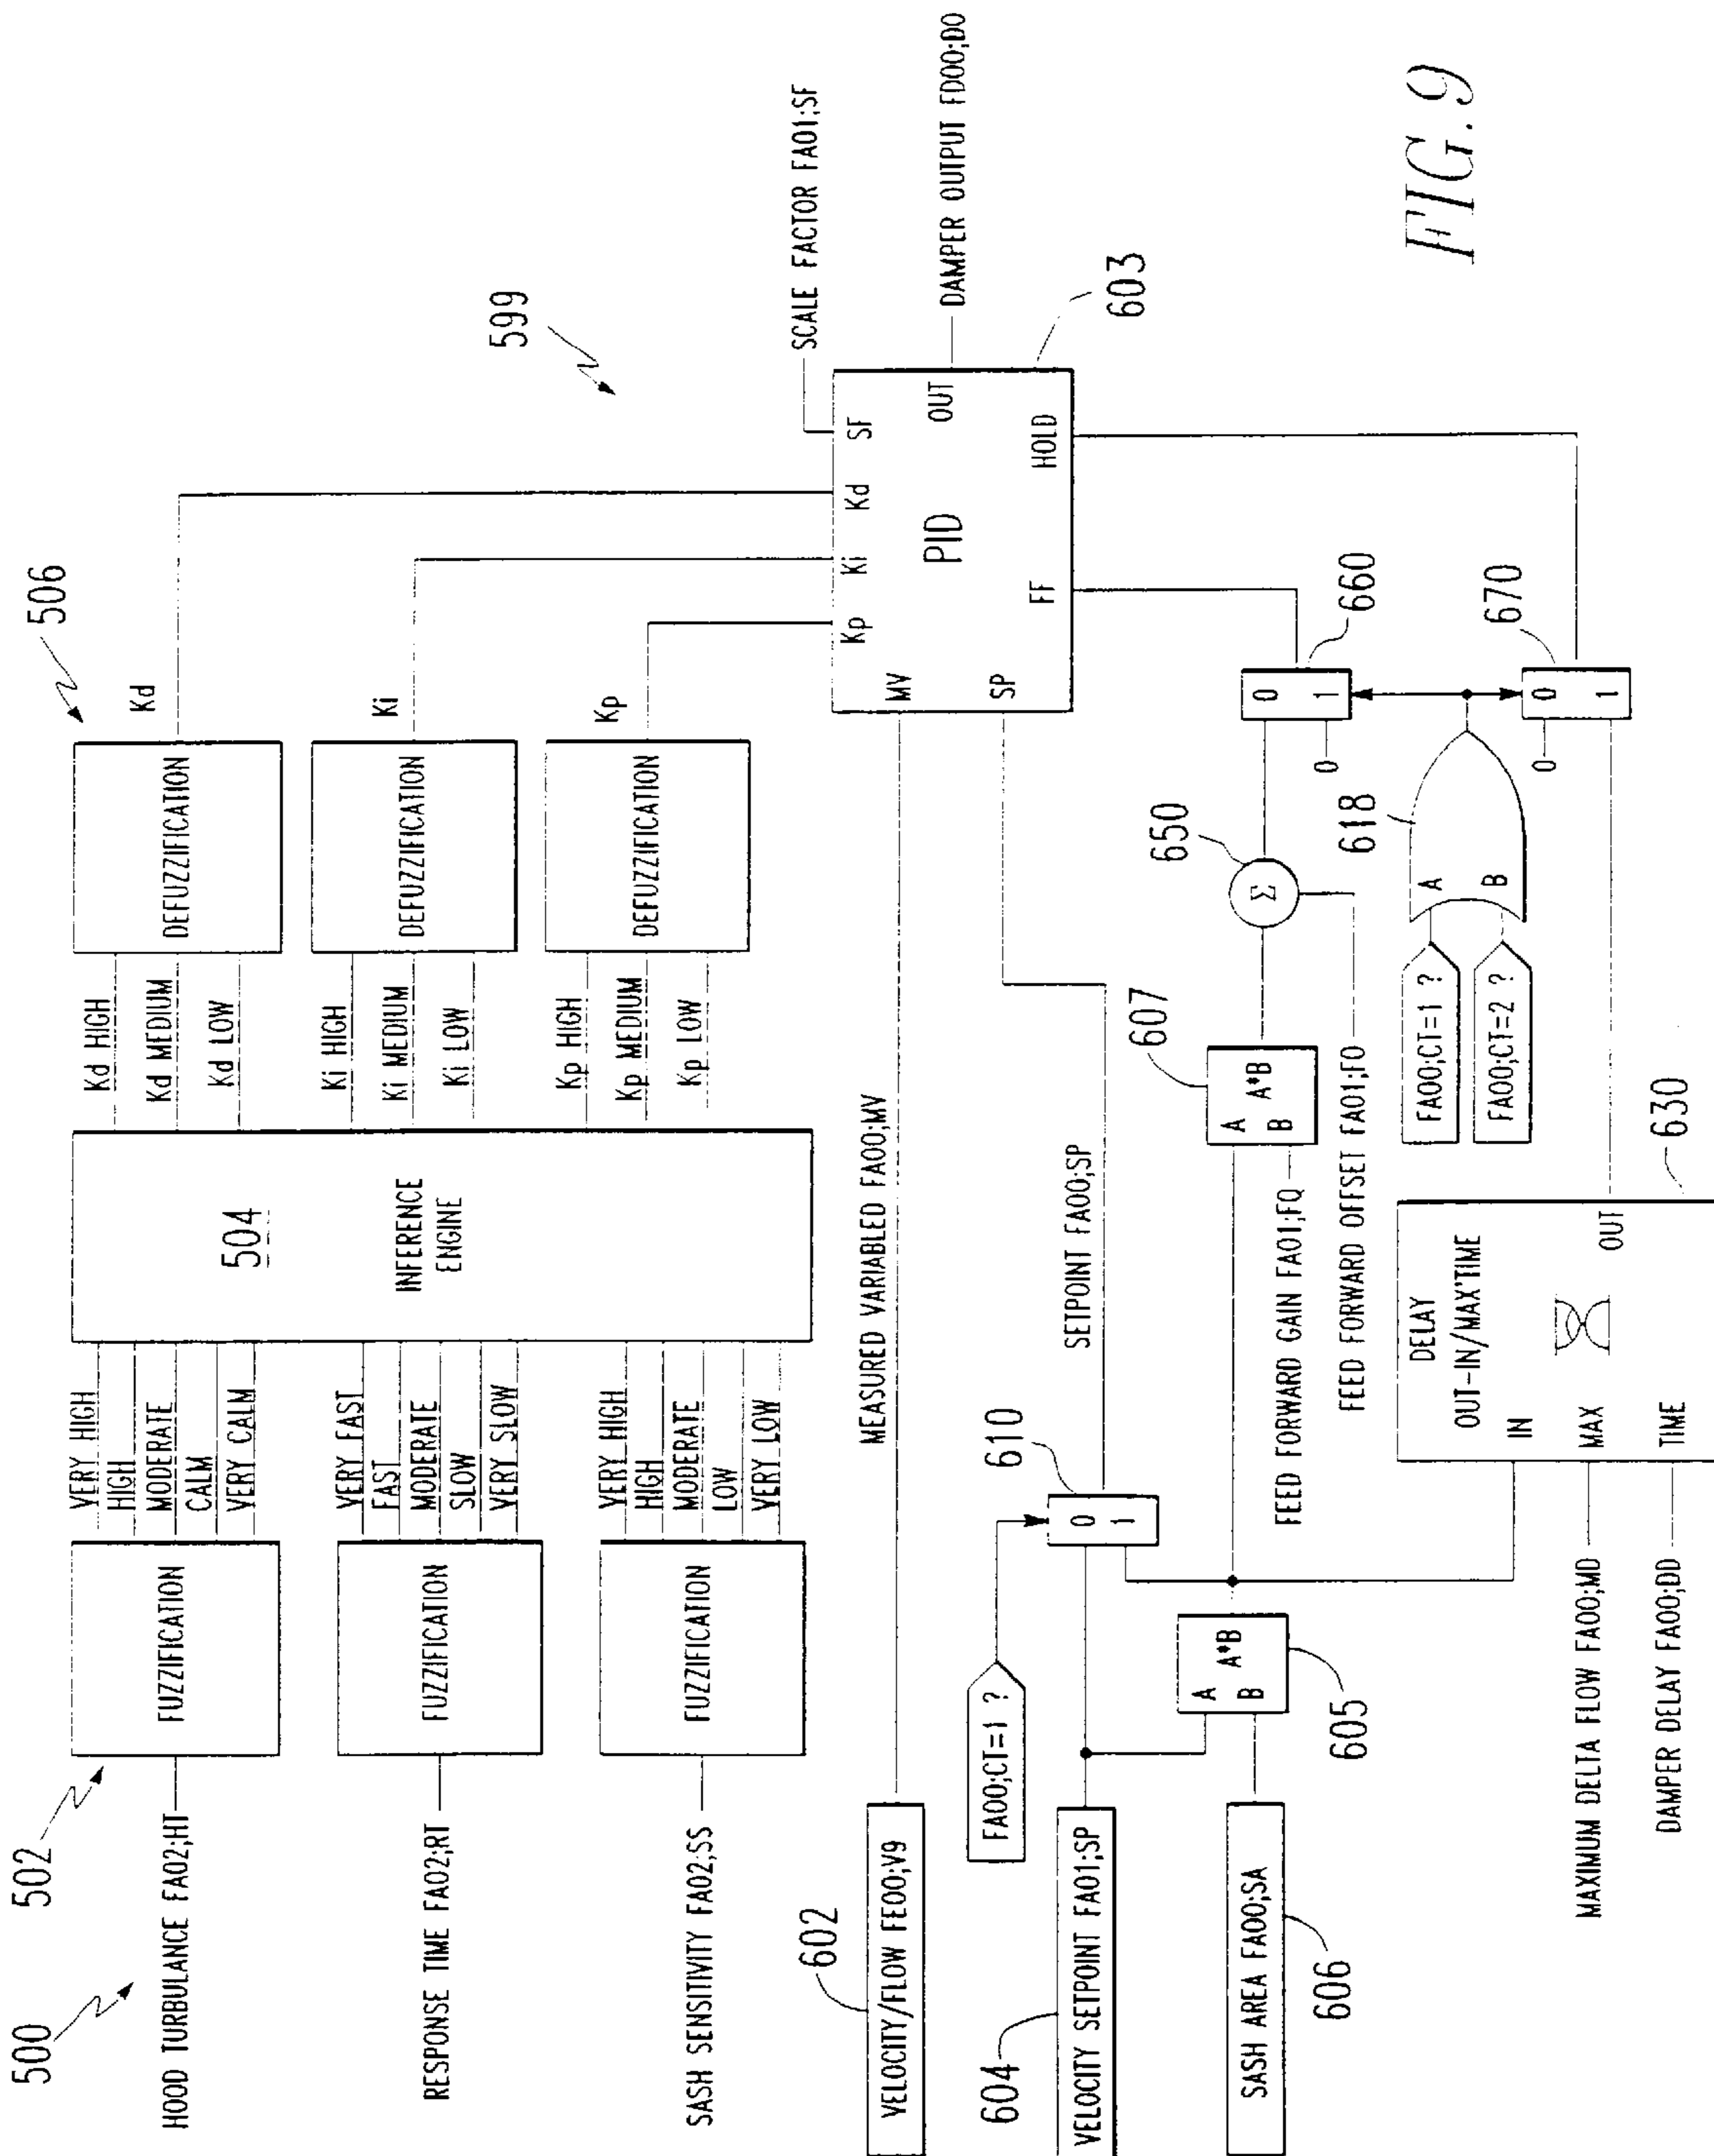 500
502
HOOD TURBULANCE FA02;HT
RESPONSE TIME FA02;RT
SASH SENSITIVITY FA02;SS
FUZZIFICATION
FUZZIFICATION
FUZZIFICATION
VERY HIGH
HIGH
MODERATE
CALM
VERY CALM
VERY FAST
FAST
MODERATE
SLOW
VERY SLOW
VERY HIGH
HIGH
MODERATE
LOW
VERY LOW
504
INFERENCE
ENGINE
Kd HIGH
Kd MEDIUM
Kd LOW
Ki HIGH
Ki MEDIUM
Ki LOW
Kp HIGH
Kp MEDIUM
Kp LOW
DEFUZZIFICATION
DEFUZZIFICATION
DEFUZZIFICATION
506
Kd
Ki
Kp
599
SCALE FACTOR FA01;SF
602
VELOCITY/FLOW FE00;V9
MEASURED VARIABLED FA00;MV
Kp
Ki
Kd
SF
MV
SP
PID
OUT
FF
HOLD
DAMPER OUTPUT FD00;DO
603
FA00;CT=1 ?
604
VELOCITY SETPOINT FA01;SP
610
0
1
SETPOINT FA00;SP
SASH AREA FA00;SA
606
A
B
A*B
605
607
A
B
A*B
FEED FORWARD GAIN FA01;FQ
FEED FORWARD OFFSET FA01;FO
650
Σ
0
1
0
660
618
A
B
FA00;CT=1 ?
FA00;CT=2 ?
0
0
1
670
MAXIMUM DELTA FLOW FA00;MD
DAMPER DELAY FA00;DD
DELAY
OUT-IN/MAX*TIME
IN
MAX
TIME
OUT
630
FIG. 9